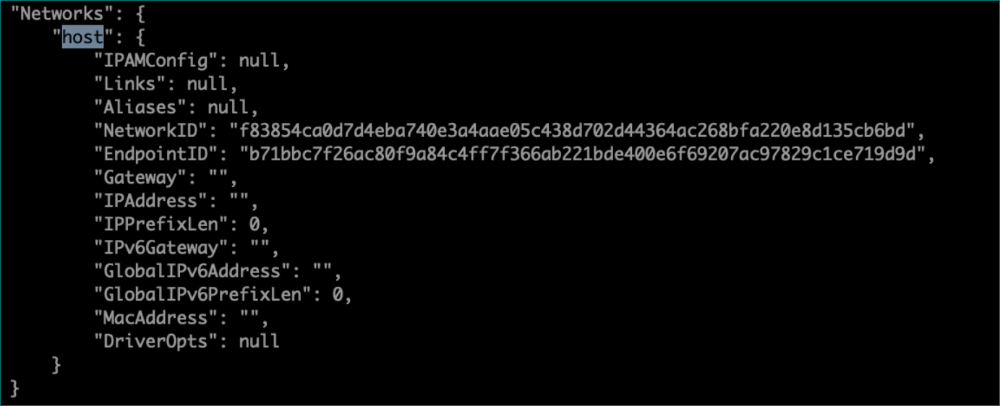 "Networks": {
"host": {
"IPAMConfig": null,
"Links": null,
"Aliases": null,
"NetworkID": "f83854ca0d7d4eba740e3a4aae05c438d702d44364ac268bfa220e8d135cb6bd",
"EndpointID": "b71bbc7f26ac80f9a84c4ff7f366ab221bde400e6f69207ac97829c1ce719d9d",
"Gateway": "",
"IPAddress": "",
"IPPrefixLen": 0,
"IPv6Gateway": "",
"GlobalIPv6Address": "",
"GlobalIPv6PrefixLen": 0,
"MacAddress": "",
"DriverOpts": null
}
}